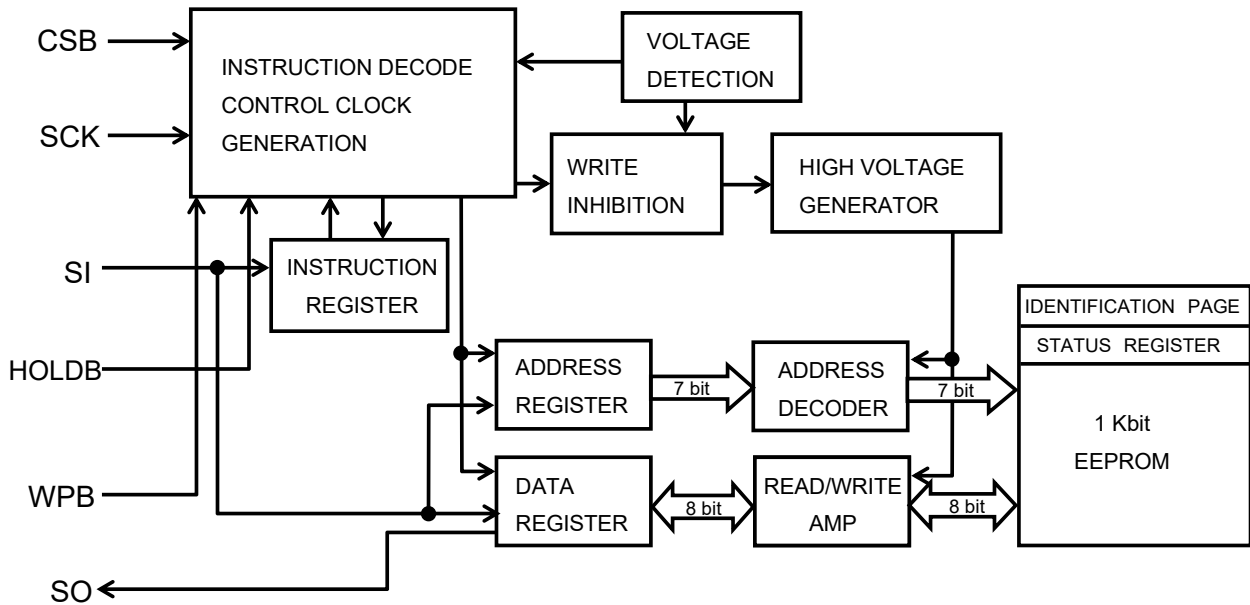 CSB
SCK
SI
HOLDB
WPB
SO
INSTRUCTION DECODE
CONTROL CLOCK
GENERATION
VOLTAGE
DETECTION
WRITE
INHIBITION
HIGH VOLTAGE
GENERATOR
INSTRUCTION
REGISTER
ADDRESS
REGISTER
7 bit
ADDRESS
DECODER
7 bit
DATA
REGISTER
8 bit
READ/WRITE
AMP
8 bit
IDENTIFICATION PAGE
STATUS REGISTER
1 Kbit
EEPROM